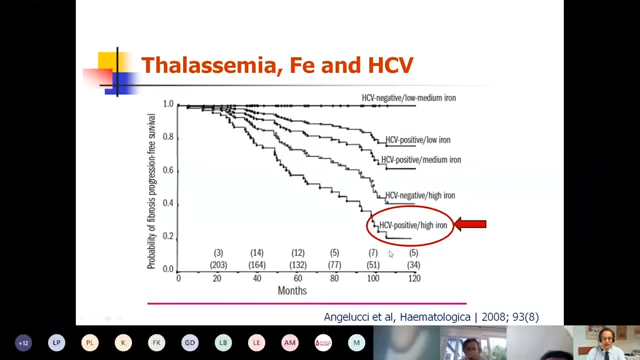 Thalassemia, Fe and HCV
Probability of fibrosis progression-free survival
1.0
0.8
0.6
0.4
0.2
0.0
HCV-negative/low-medium iron
HCV-positive/low iron
HCV-positive/medium iron
HCV-negative/high iron
HCV-positive/high iron
(3) (14) (12) (5) (7) (5)
(203) (164) (132) (77) (51) (34)
0 20 40 60 80 100 120
Months
Angelucci et al, Haematologica | 2008; 93(8)
+12 LP PL K FK GD LB LE AM M